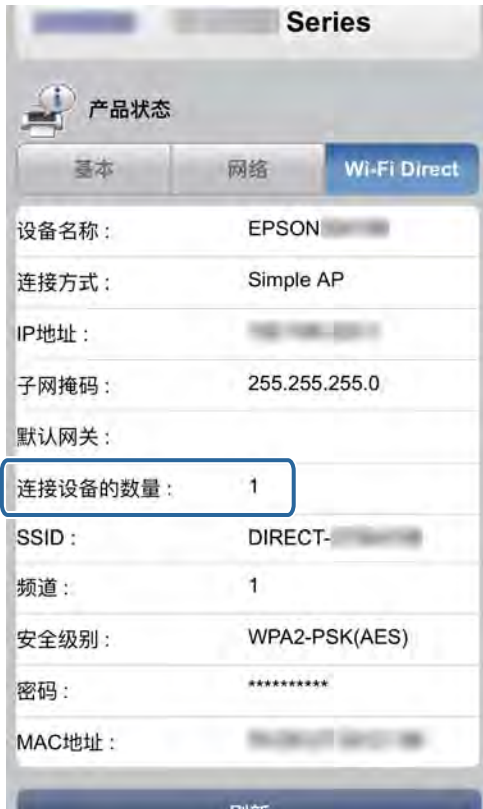 Series
产品状态
基本 网络 Wi-Fi Direct
设备名称 : EPSON
连接方式 : Simple AP
IP地址 :
子网掩码 : 255.255.255.0
默认网关 :
连接设备的数量 : 1
SSID : DIRECT-
频道 : 1
安全级别 : WPA2-PSK(AES)
密码 : **********
MAC地址 :
刷新